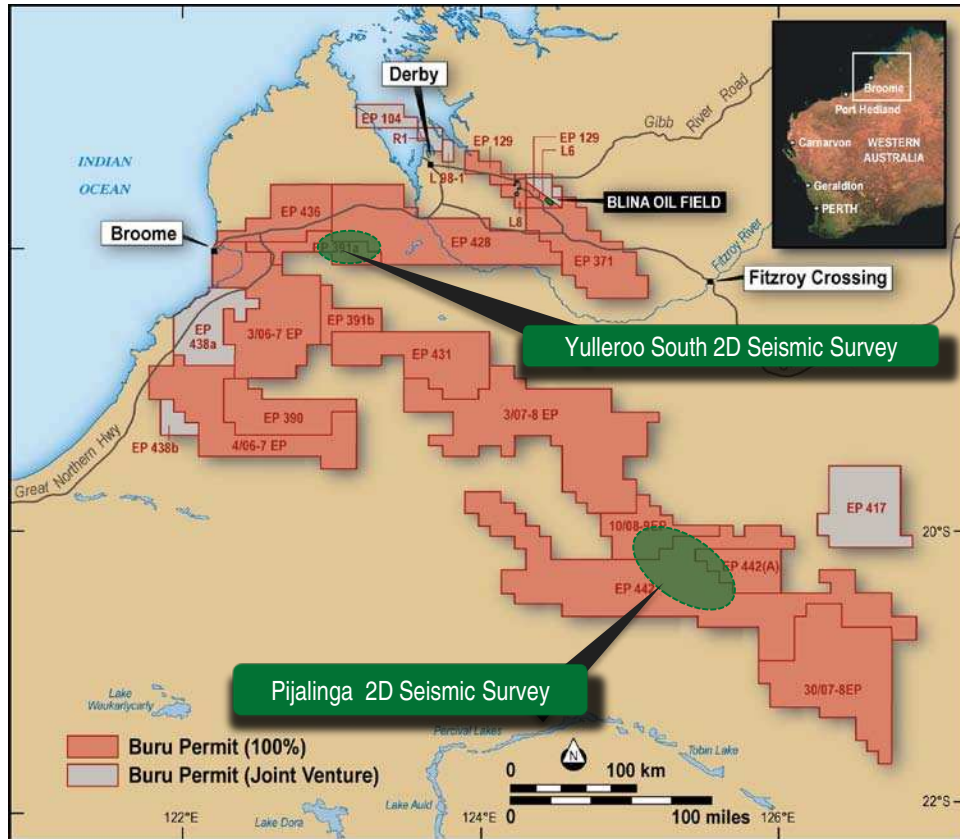 Derby
Gibb River Road
EP 104
R1
EP 129
EP 129
L6
L 98-1
INDIAN
OCEAN
BLINA OIL FIELD
L8
EP 436
Broome
EP 391a
EP 428
EP 371
Fitzroy River
Fitzroy Crossing
EP
438a
3/06-7 EP
EP 391b
Yulleroo South 2D Seismic Survey
EP 431
EP 390
3/07-8 EP
EP 438b
4/06-7 EP
Great Northern Hwy
EP 417
10/08-9EP
20°S
EP 442
EP 442(A)
Pijalinga 2D Seismic Survey
30/07-8EP
Lake
Waukarlycarly
Percival Lakes
Tobin Lake
Buru Permit (100%)
Buru Permit (Joint Venture)
N
0 100 km
0 100 miles
Lake Auld
Lake Dora
122°E
124°E
126°E
22°S
Broome
Port Hedland
Carnarvon
WESTERN
AUSTRALIA
Geraldton
PERTH